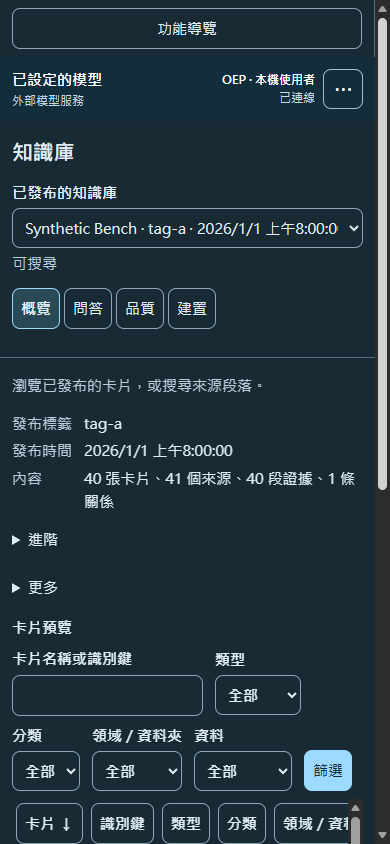 功能導覽
已設定的模型
外部模型服務
OEP · 本機使用者
已連線
···
知識庫
已發布的知識庫
Synthetic Bench · tag-a · 2026/1/1 上午8:00:0
可搜尋
概覽 問答 品質 建置
瀏覽已發布的卡片，或搜尋來源段落。
發布標籤 tag-a
發布時間 2026/1/1 上午8:00:00
內容 40 張卡片、41 個來源、40 段證據、1 條
關係
▶ 進階
▶ 更多
卡片預覽
卡片名稱或識別鍵 類型
全部
分類 領域 / 資料夾 資料
全部 全部 全部 篩選
卡片 ↓ 識別鍵 類型 分類 領域 / 資